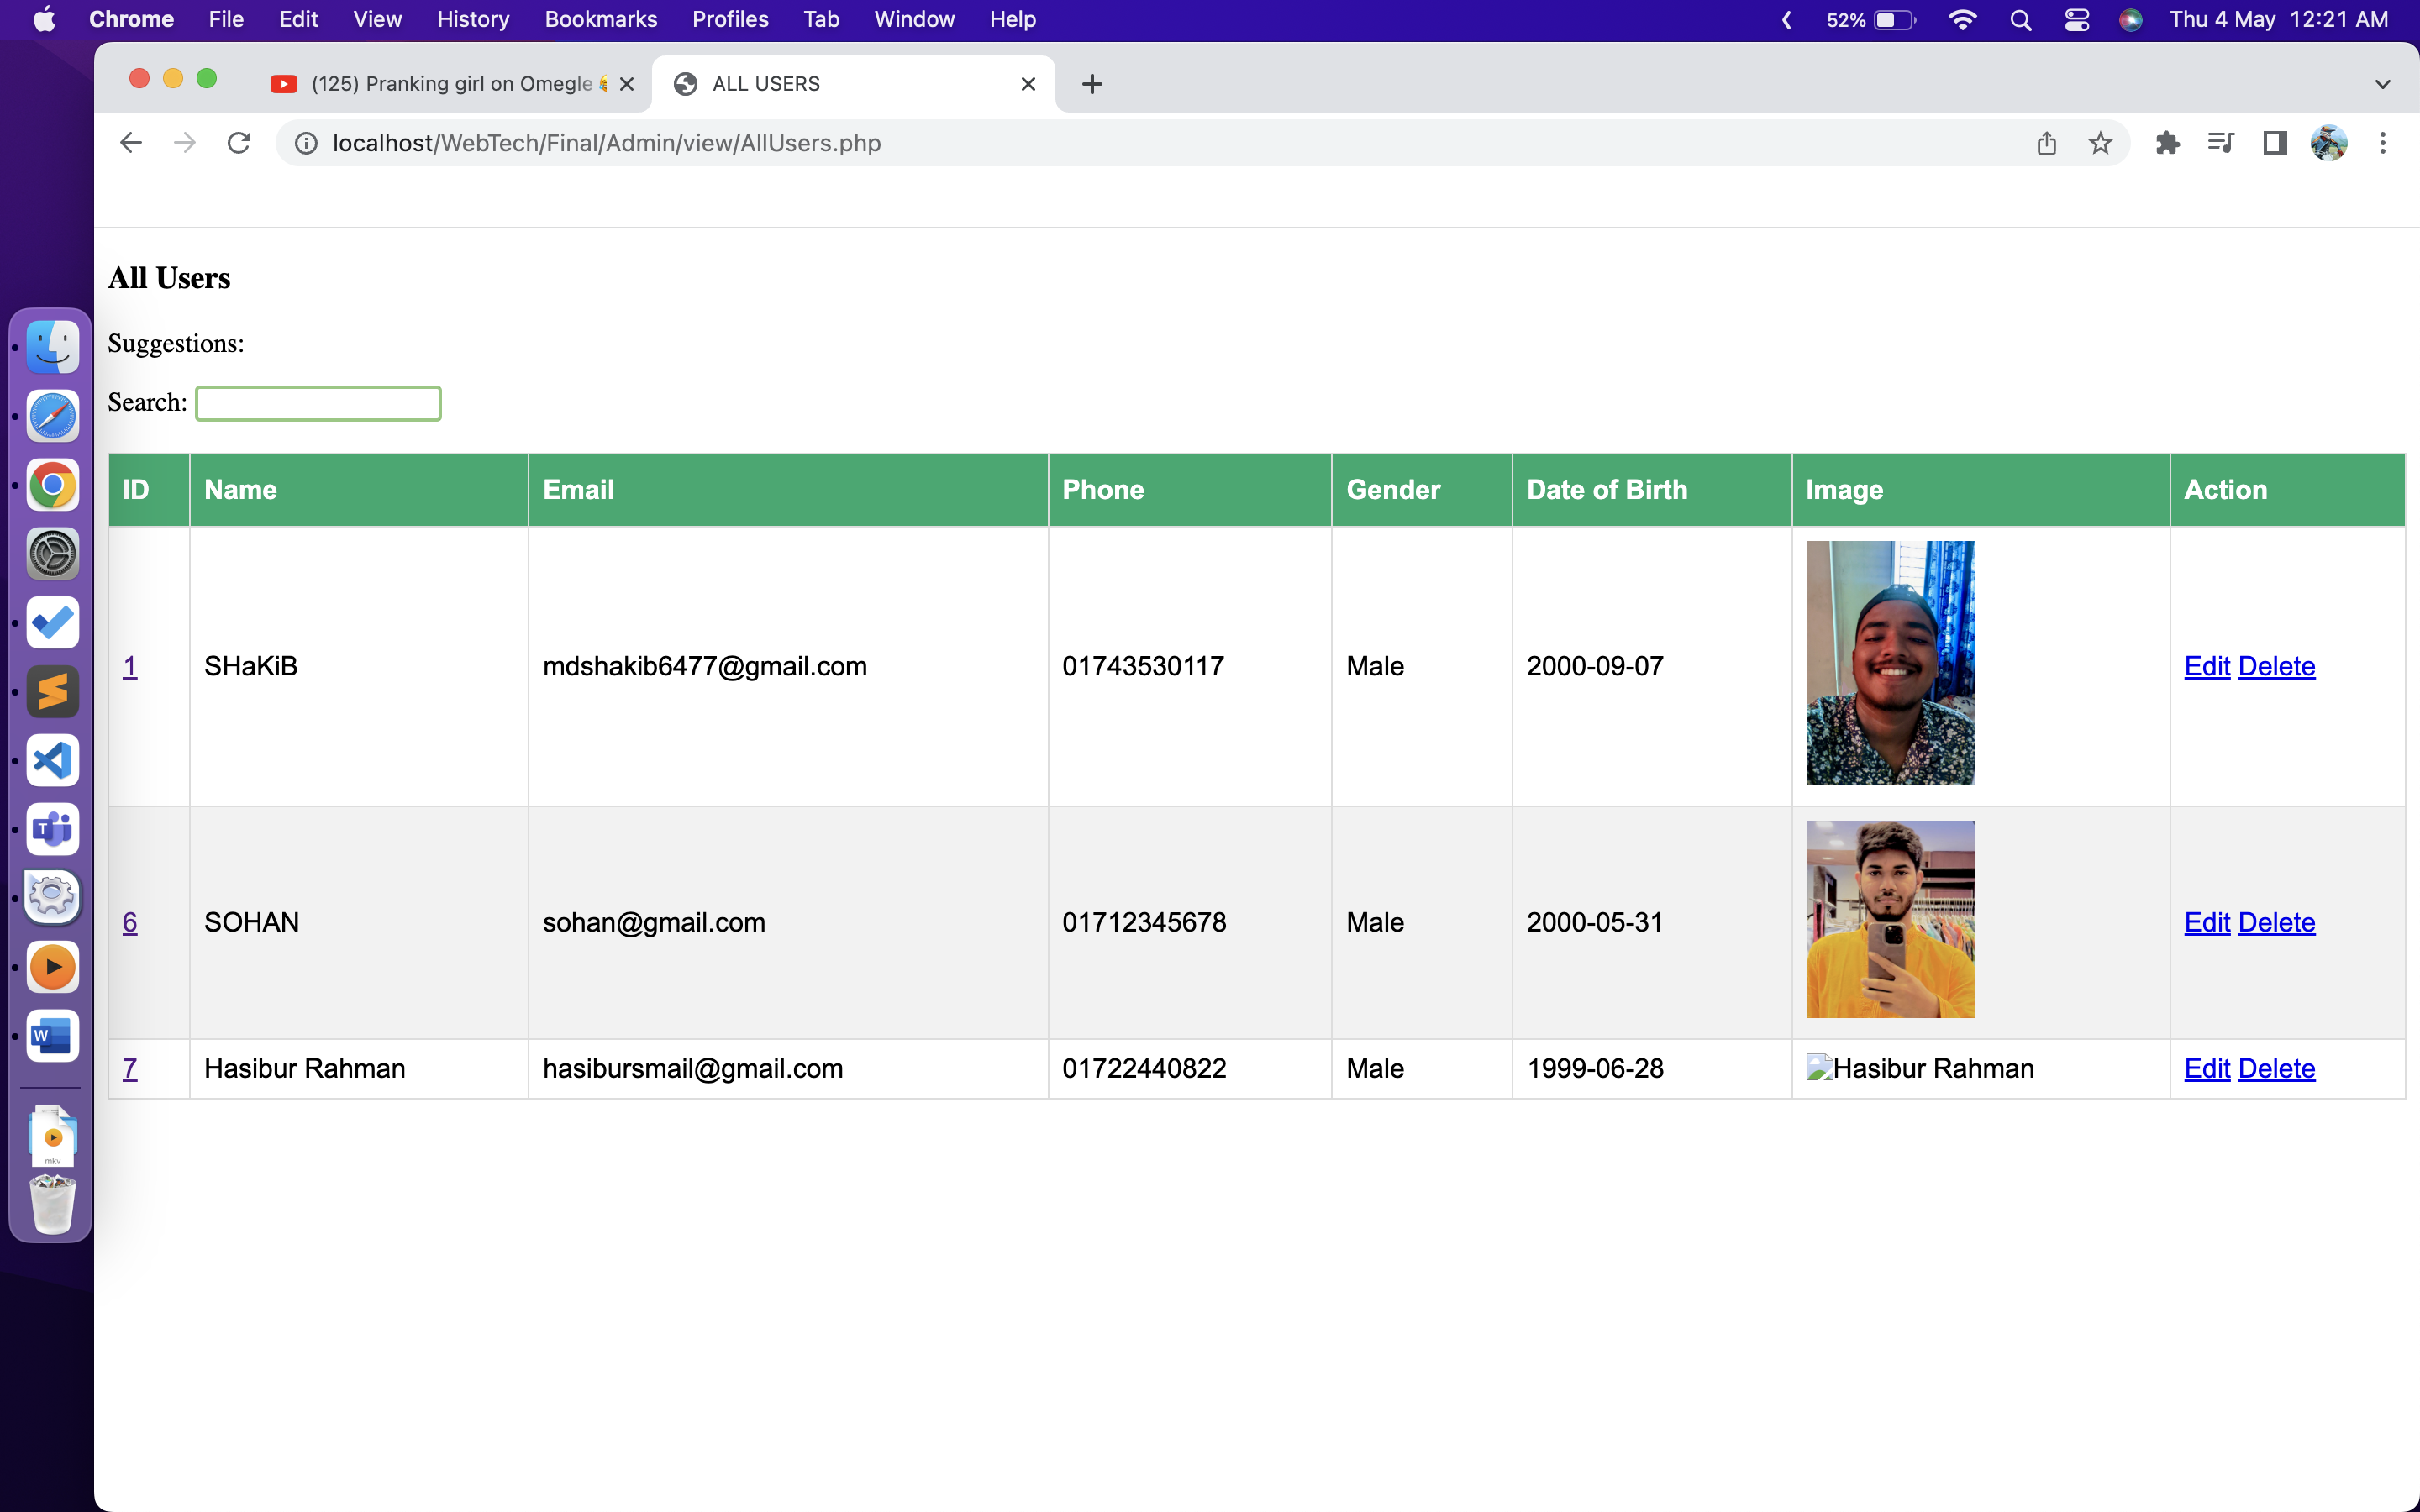 Chrome File Edit View History Bookmarks Profiles Tab Window Help 52% Thu 4 May 12:21 AM
(125) Pranking girl on Omegle ALL USERS
localhost/WebTech/Final/Admin/view/AllUsers.php
All Users
Suggestions:
Search:
ID Name Email Phone Gender Date of Birth Image Action
1 SHaKiB mdshakib6477@gmail.com 01743530117 Male 2000-09-07 Edit Delete
6 SOHAN sohan@gmail.com 01712345678 Male 2000-05-31 Edit Delete
7 Hasibur Rahman hasibursmail@gmail.com 01722440822 Male 1999-06-28 Hasibur Rahman Edit Delete
T
W
mkv